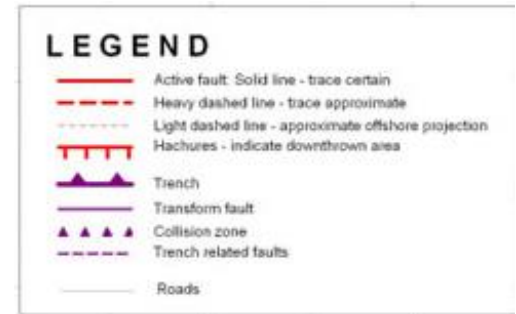 LEGEND
Active fault: Solid line - trace certain
Heavy dashed line - trace approximate
Light dashed line - approximate offshore projection
Hachures - indicate downthrown area
Trench
Transform fault
Collision zone
Trench related faults
Roads